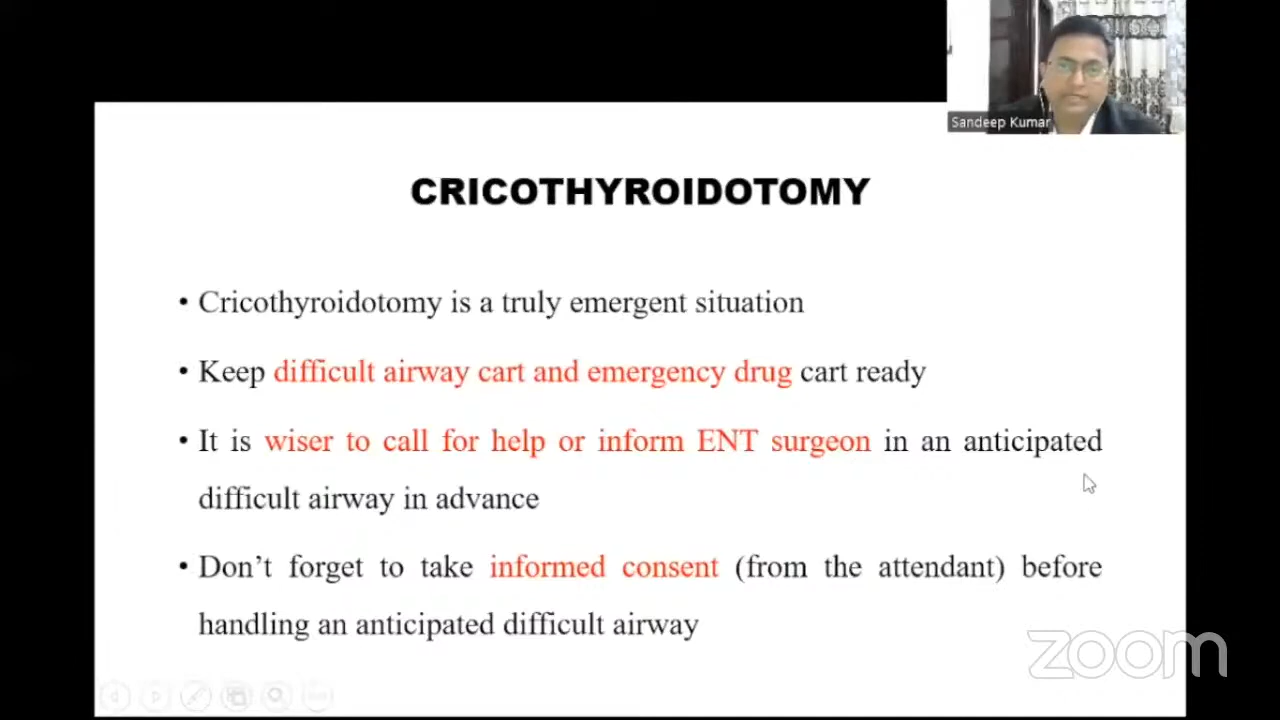 Sandeep Kumar
CRICOTHYROIDOTOMY
• Cricothyroidotomy is a truly emergent situation
• Keep difficult airway cart and emergency drug cart ready
• It is wiser to call for help or inform ENT surgeon in an anticipated
difficult airway in advance
• Don’t forget to take informed consent (from the attendant) before
handling an anticipated difficult airway
zoom